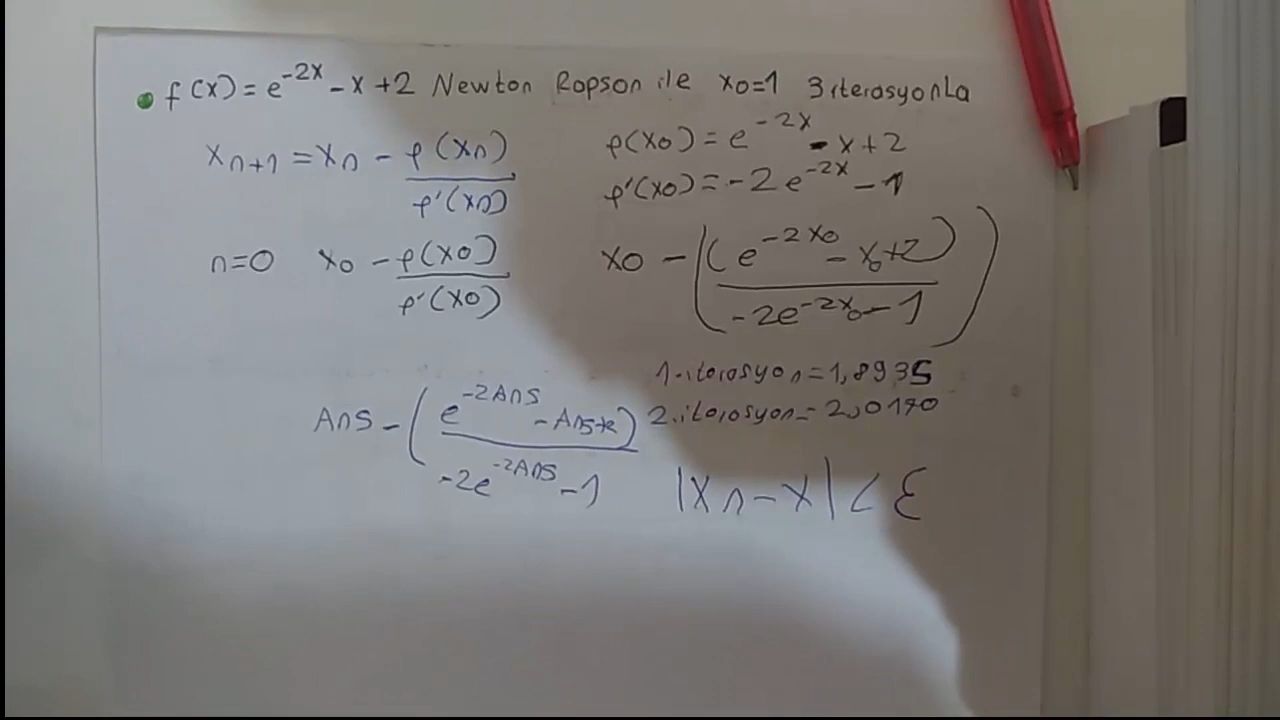 f(x) = e^-2x - x + 2 Newton Rapson ile x0=1 3 iterasyonla
xn+1 = xn - f(xn) / f'(xn)
f(x0) = e^-2x - x + 2
f'(x0) = -2e^-2x - 1
n=0 x0 - f(x0) / f'(x0)
x0 - ((e^-2x0 - x0 + 2) / -2e^-2x0 - 1)
1.iterasyon = 1,8935
2.iterasyon = 2,0170
Ans - (e^-2Ans - Ans+2) / -2e^-2Ans - 1
|xn - x| < ε